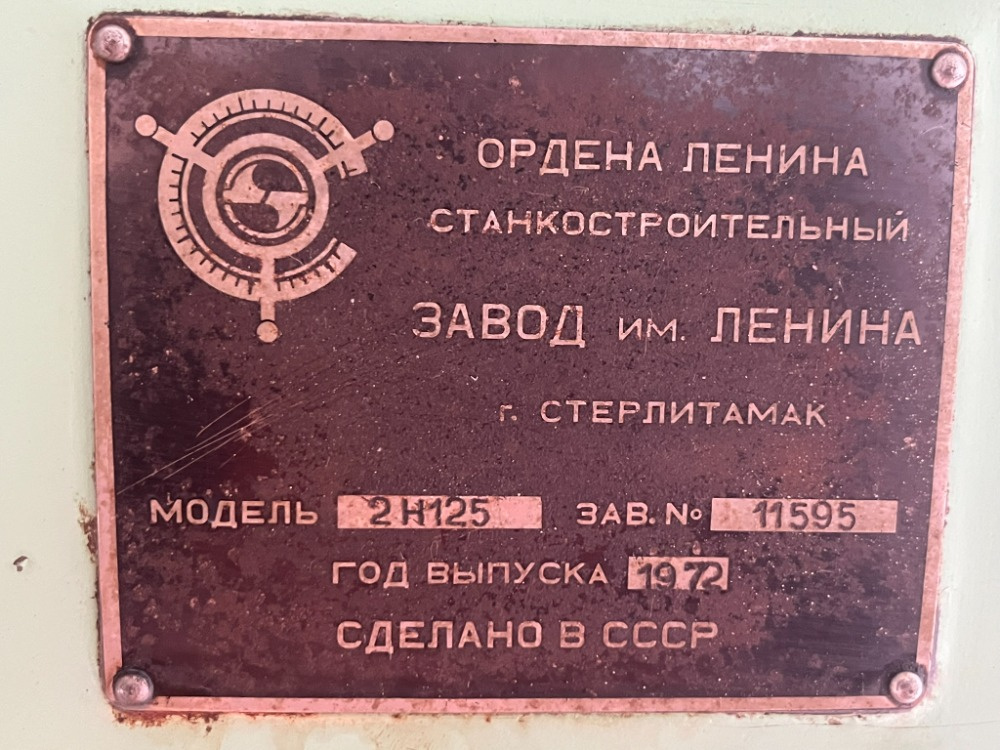 ОРДЕНА ЛЕНИНА
СТАНКОСТРОИТЕЛЬНЫЙ
ЗАВОД им. ЛЕНИНА
г. СТЕРЛИТАМАК
МОДЕЛЬ 2Н125 ЗАВ. № 11595
ГОД ВЫПУСКА 1972
СДЕЛАНО В СССР